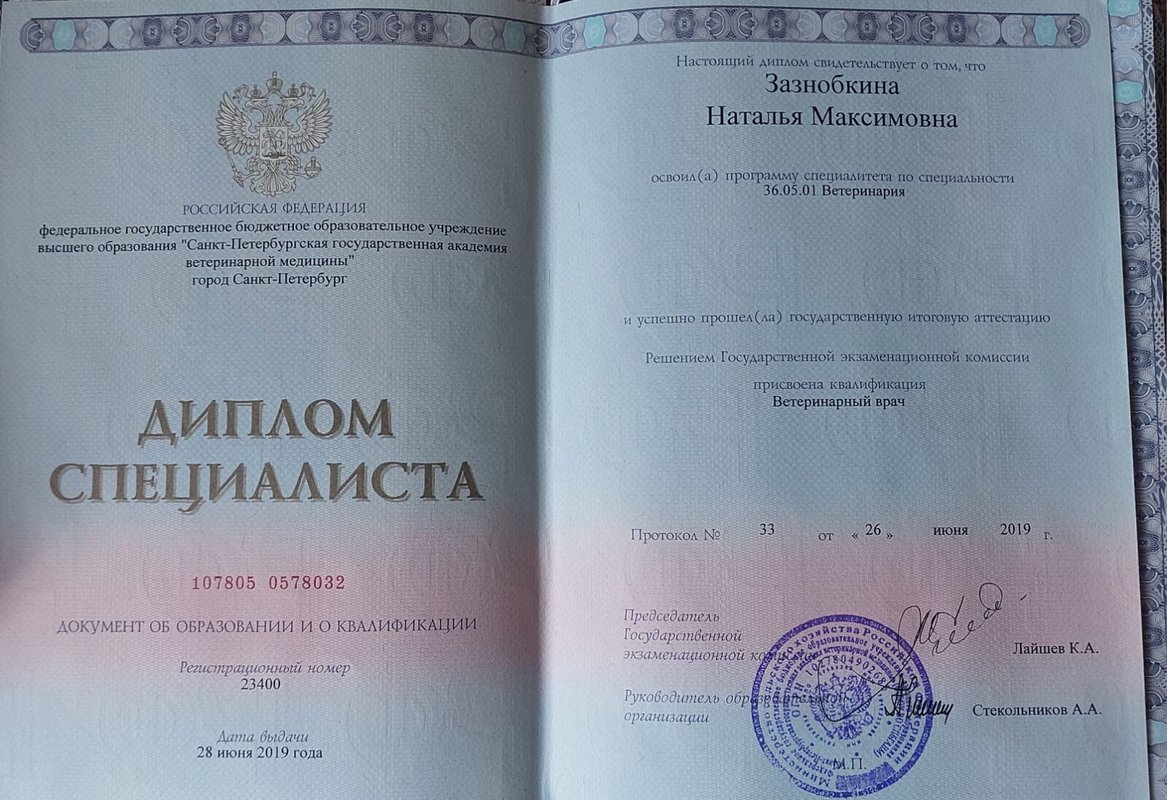 РОССИЙСКАЯ ФЕДЕРАЦИЯ
федеральное государственное бюджетное образовательное учреждение
высшего образования "Санкт-Петербургская государственная академия
ветеринарной медицины"
город Санкт-Петербург
ДИПЛОМ
СПЕЦИАЛИСТА
107805 0578032
ДОКУМЕНТ ОБ ОБРАЗОВАНИИ И О КВАЛИФИКАЦИИ
Регистрационный номер
23400
Дата выдачи
28 июня 2019 года
Настоящий диплом свидетельствует о том, что
Зазнобкина
Наталья Максимовна
освоил(а) программу специалитета по специальности
36.05.01 Ветеринария
и успешно прошел(ла) государственную итоговую аттестацию
Решением Государственной экзаменационной комиссии
присвоена квалификация
Ветеринарный врач
Протокол № 33 от « 26 » июня 2019 г.
Председатель
Государственной
экзаменационной
Лайшев К.А.
Руководитель образовательной
организации
Стекольников А.А.
М.П.